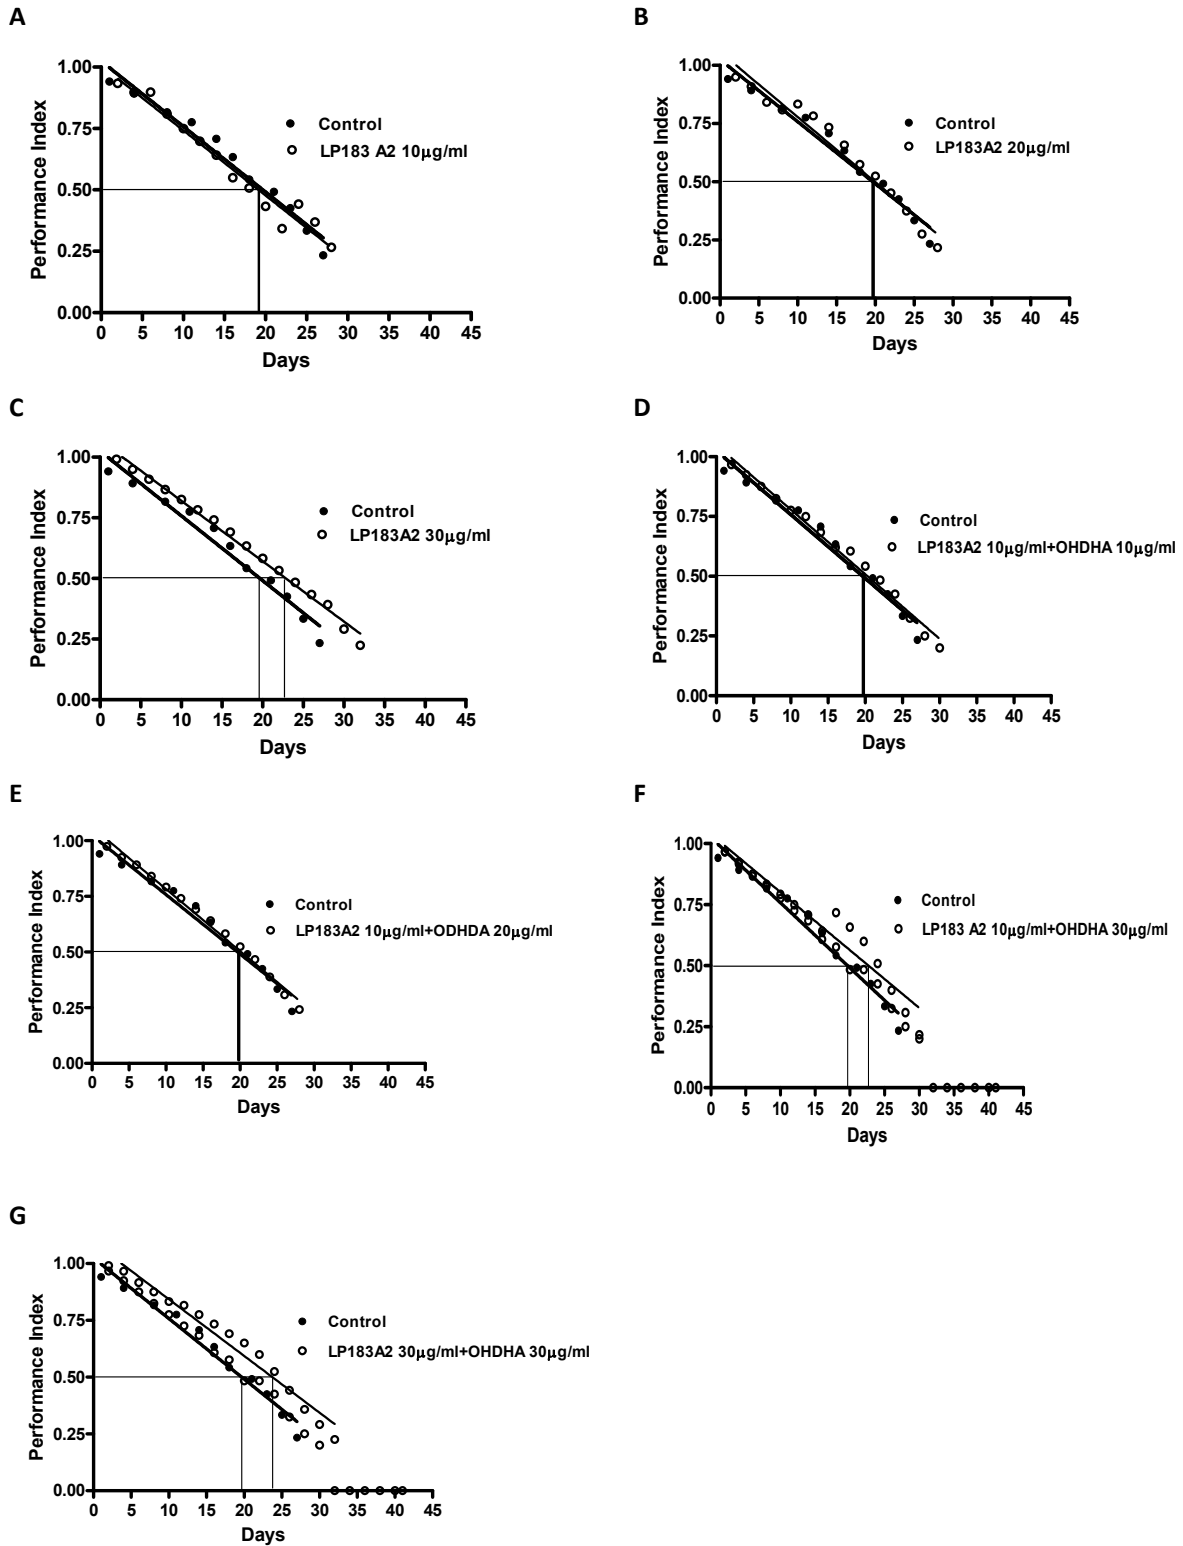 A
B
1.00
0.75
0.50
0.25
0.00
0 5 10 15 20 25 30 35 40 45
Performance Index
Days
Control
LP183 A2 10µg/ml
1.00
0.75
0.50
0.25
0.00
0 5 10 15 20 25 30 35 40 45
Performance Index
Days
Control
LP183A2 20µg/ml
C
D
1.00
0.75
0.50
0.25
0.00
0 5 10 15 20 25 30 35 40 45
Performance Index
Days
Control
LP183A2 30µg/ml
1.00
0.75
0.50
0.25
0.00
0 5 10 15 20 25 30 35 40 45
Performance Index
Days
Control
LP183A2 10µg/ml+OHDHA 10µg/ml
E
F
1.00
0.75
0.50
0.25
0.00
0 5 10 15 20 25 30 35 40 45
Performance Index
Days
Control
LP183A2 10µg/ml+ODHDA 20µg/ml
1.00
0.75
0.50
0.25
0.00
0 5 10 15 20 25 30 35 40 45
Performance Index
Days
Control
LP183 A2 10µg/ml+OHDHA 30µg/ml
G
1.00
0.75
0.50
0.25
0.00
0 5 10 15 20 25 30 35 40 45
Performance Index
Days
Control
LP183A2 30µg/ml+OHDHA 30µg/ml